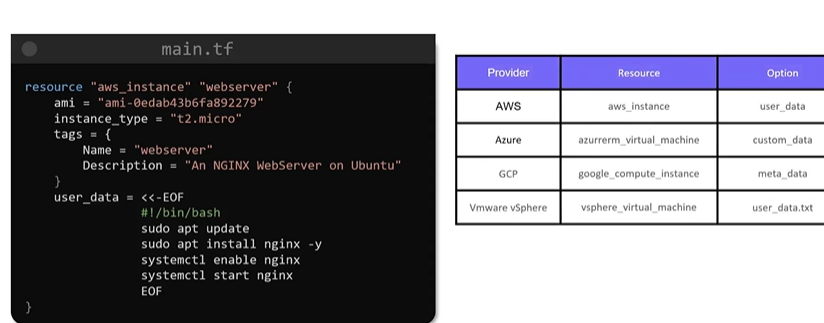 main.tf
resource "aws_instance" "webserver" {
ami = "ami-0edab43b6fa892279"
instance_type = "t2.micro"
tags = {
Name = "webserver"
Description = "An NGINX WebServer on Ubuntu"
}
user_data = <<-EOF
#!/bin/bash
sudo apt update
sudo apt install nginx -y
systemctl enable nginx
systemctl start nginx
EOF
}
Provider Resource Option
AWS aws_instance user_data
Azure azurrerm_virtual_machine custom_data
GCP google_compute_instance meta_data
Vmware vSphere vsphere_virtual_machine user_data.txt